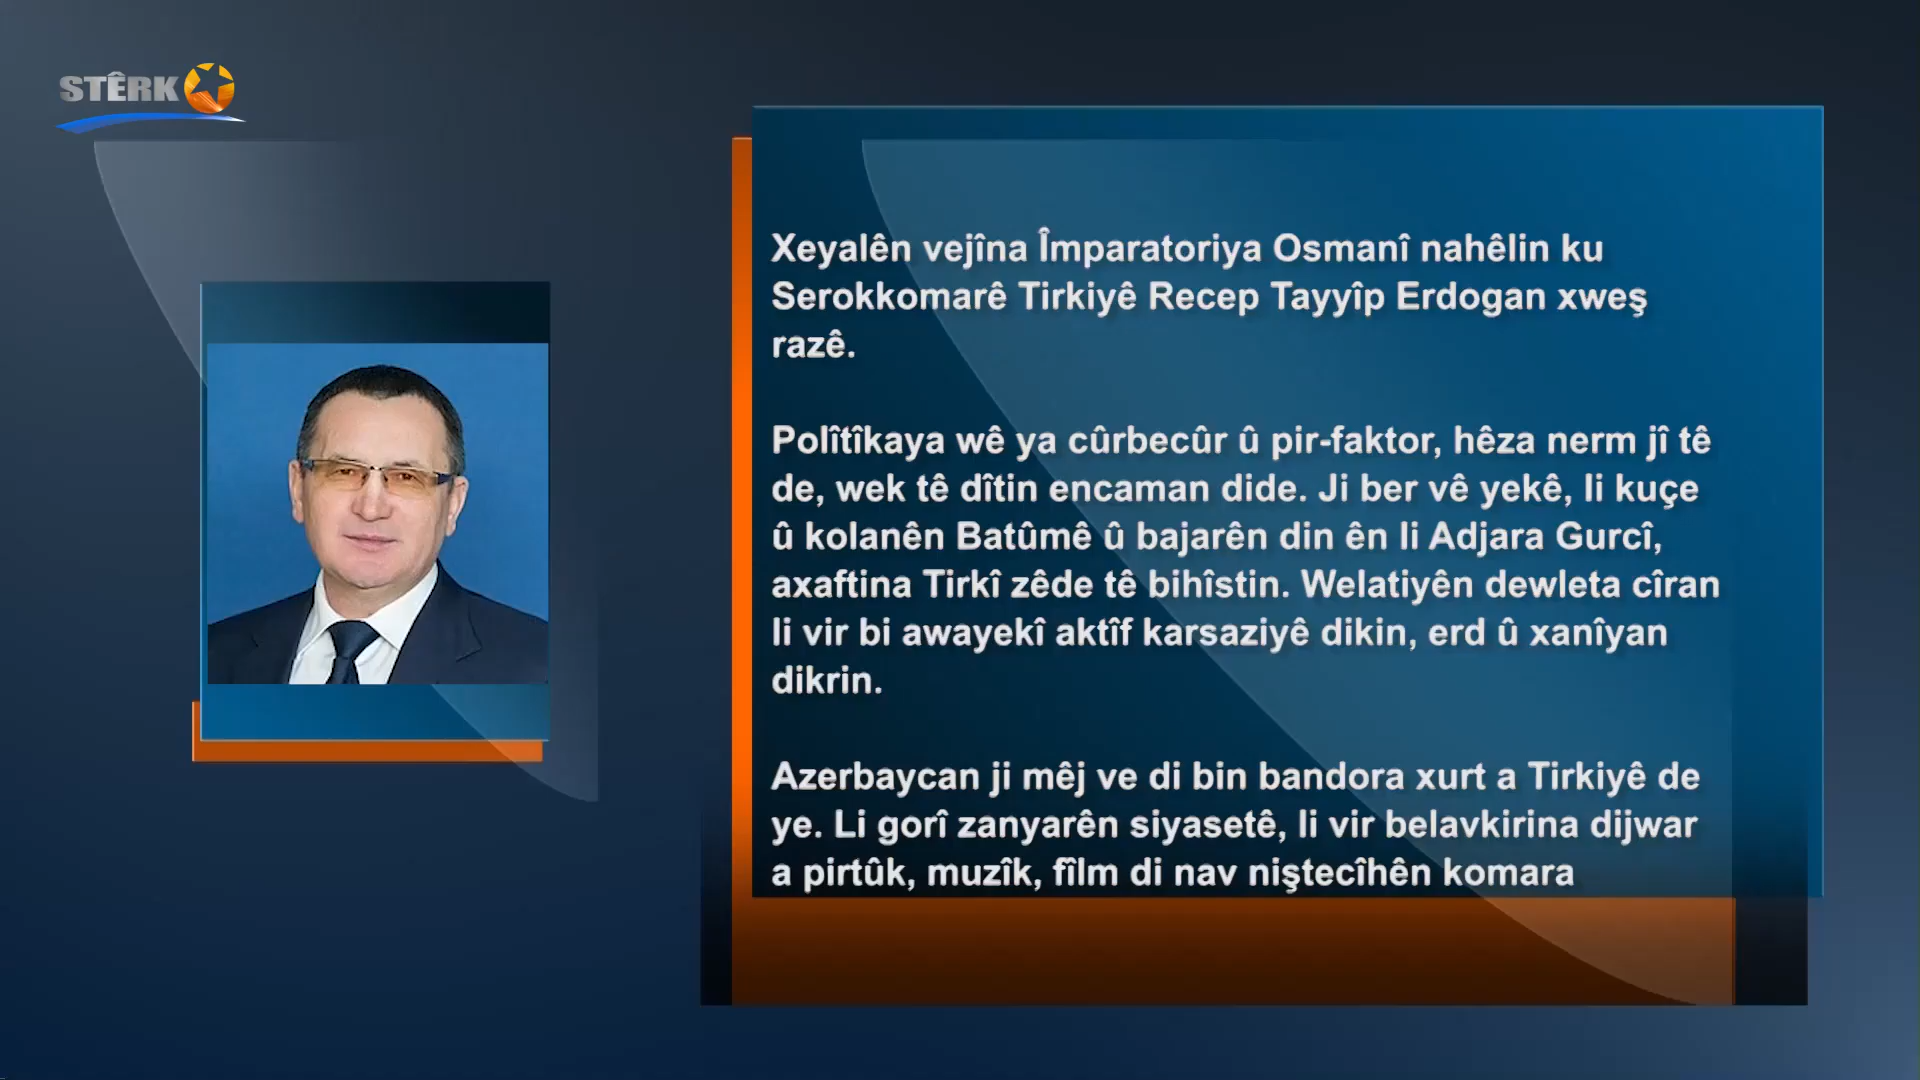 STÊRK
Xeyalên vejîna Împaratoriya Osmanî nahêlin ku
Serokkomarê Tirkiyê Recep Tayyîp Erdogan xweş
razê.
Polîtîkaya wê ya cûrbecûr û pir-faktor, hêza nerm jî tê
de, wek tê dîtin encaman dide. Ji ber vê yekê, li kuçe
û kolanên Batûmê û bajarên din ên li Adjara Gurcî,
axaftina Tirkî zêde tê bihîstin. Welatiyên dewleta cîran
li vir bi awayekî aktîf karsaziyê dikin, erd û xanîyan
dikrin.
Azerbaycan ji mêj ve di bin bandora xurt a Tirkiyê de
ye. Li gorî zanyarên siyasetê, li vir belavkirina dijwar
a pirtûk, muzîk, fîlm di nav niştecîhên komara